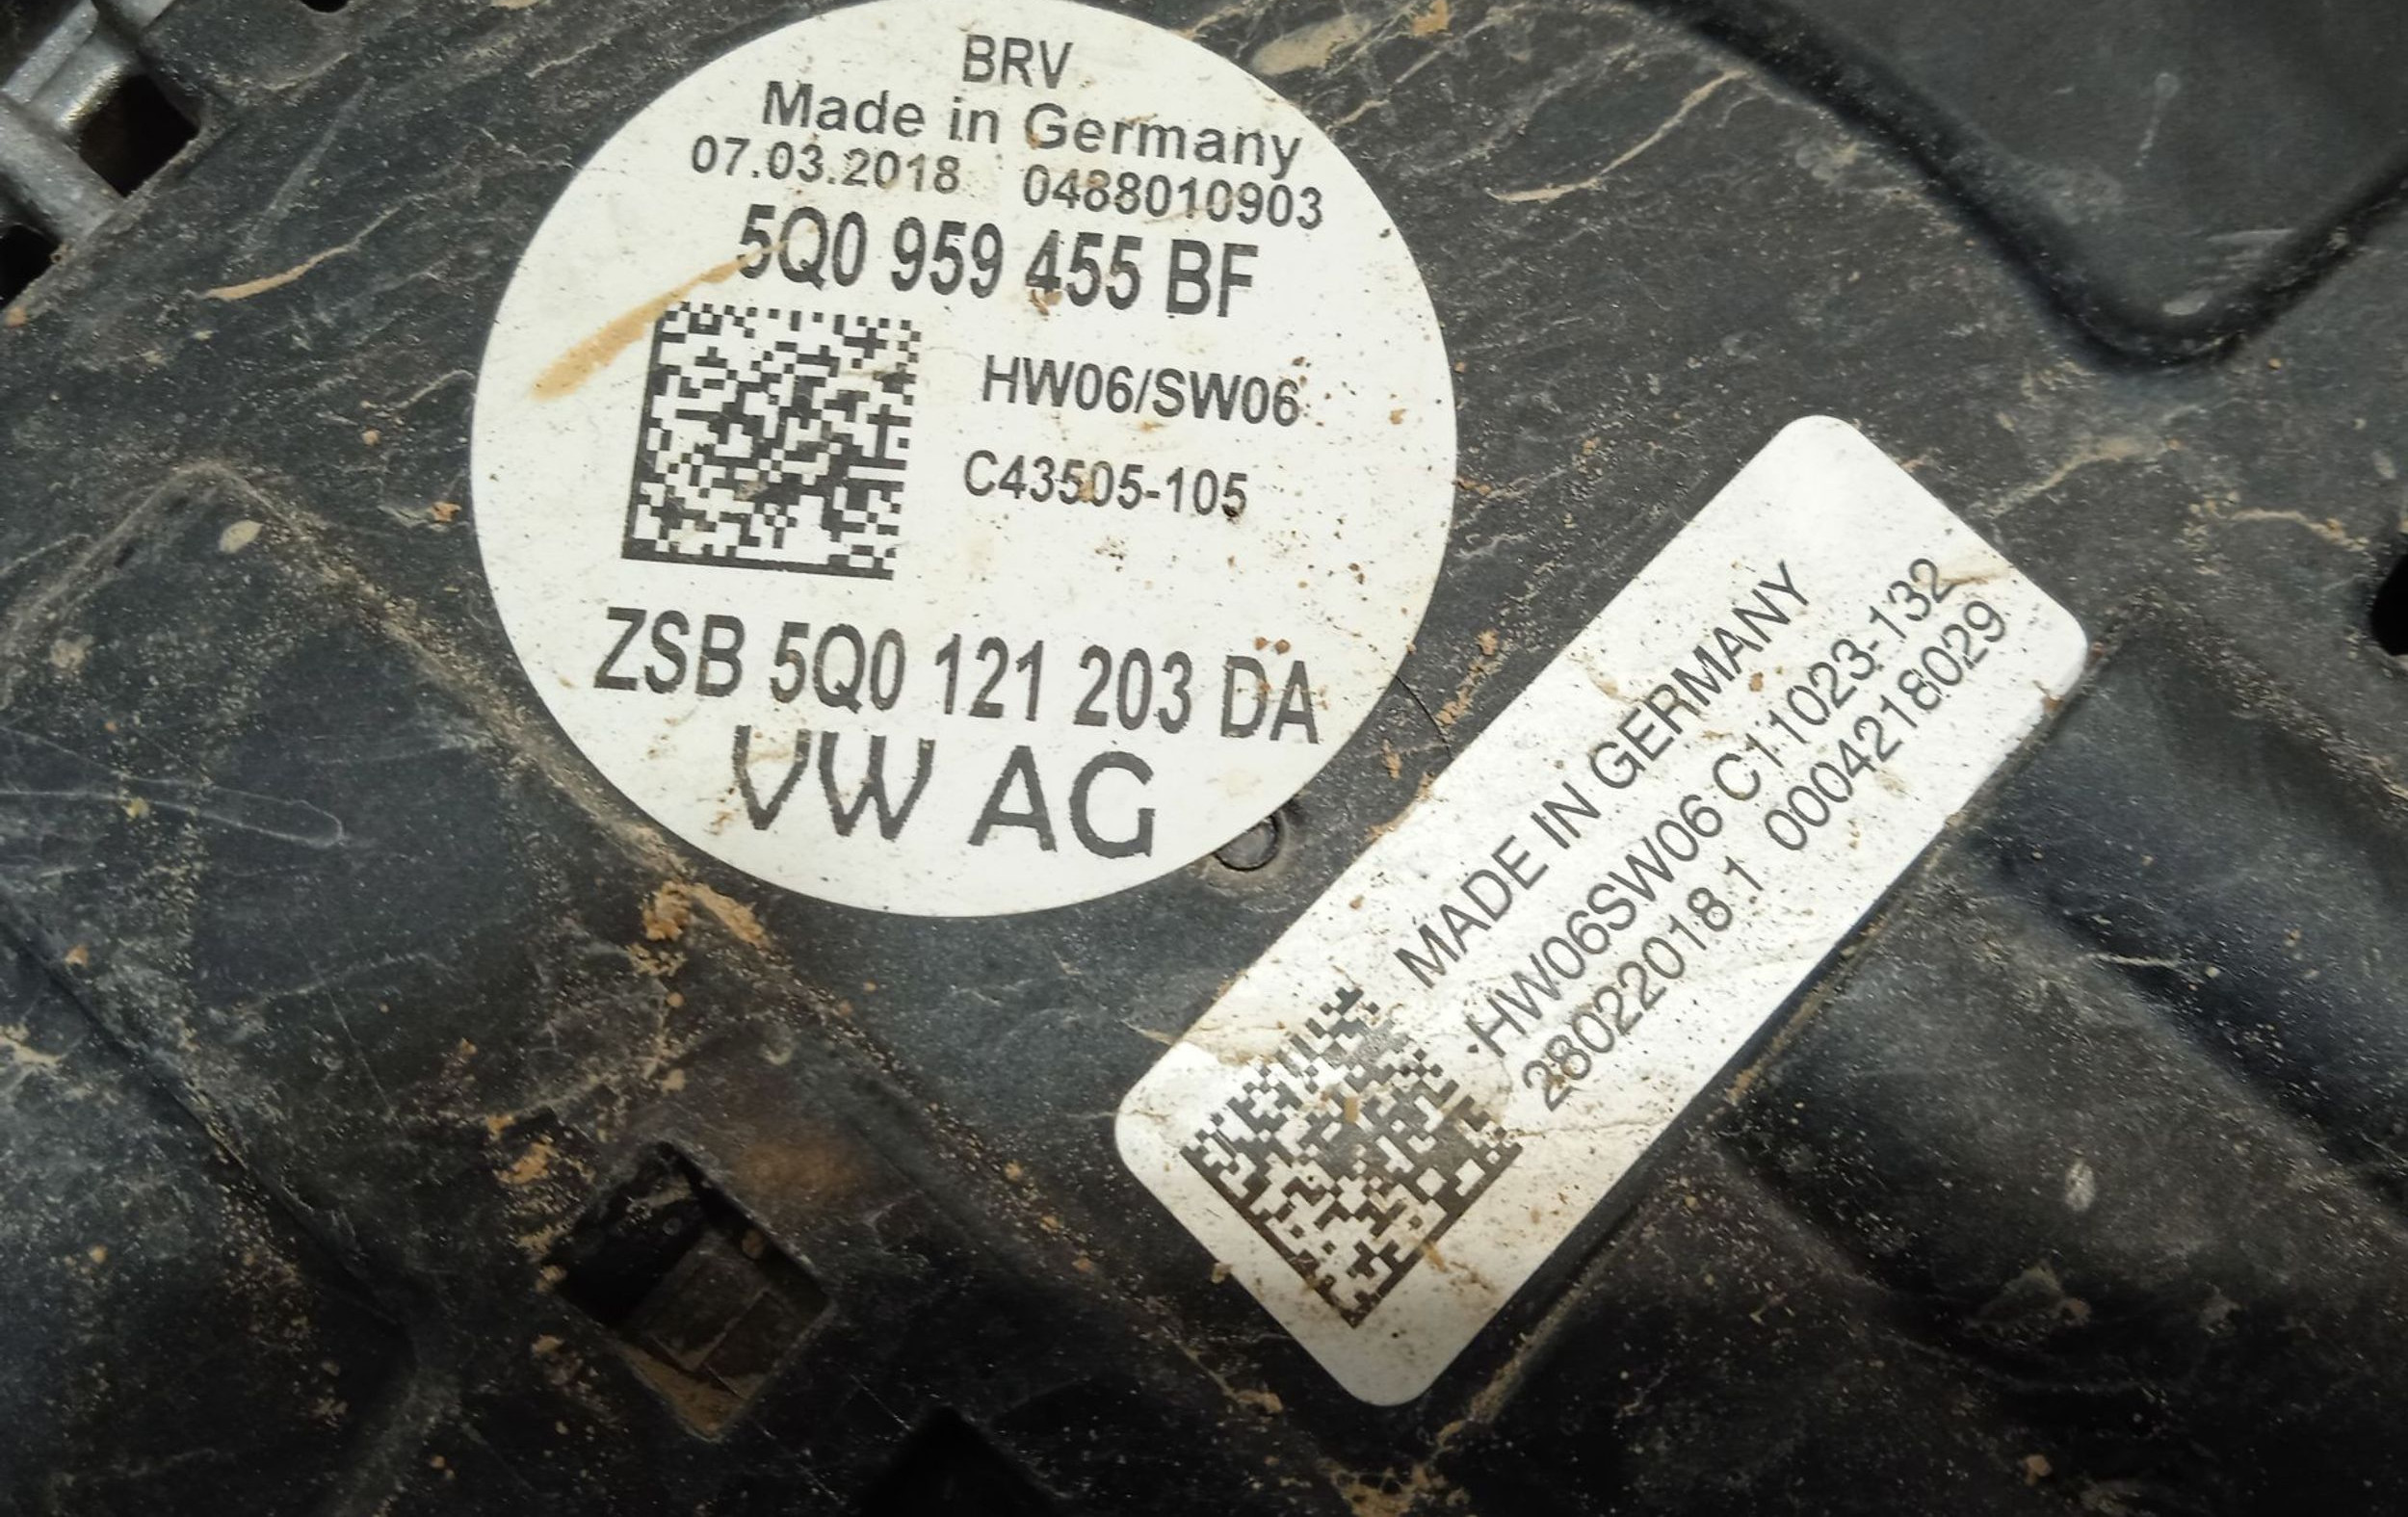 BRV
Made in Germany
07.03.2018 0488010903
5Q0 959 455 BF
HW06/SW06
C43505-105
ZSB 5Q0 121 203 DA
VW AG
MADE IN GERMANY
HW06SW06 C11023-132
28022018 1 0004218029